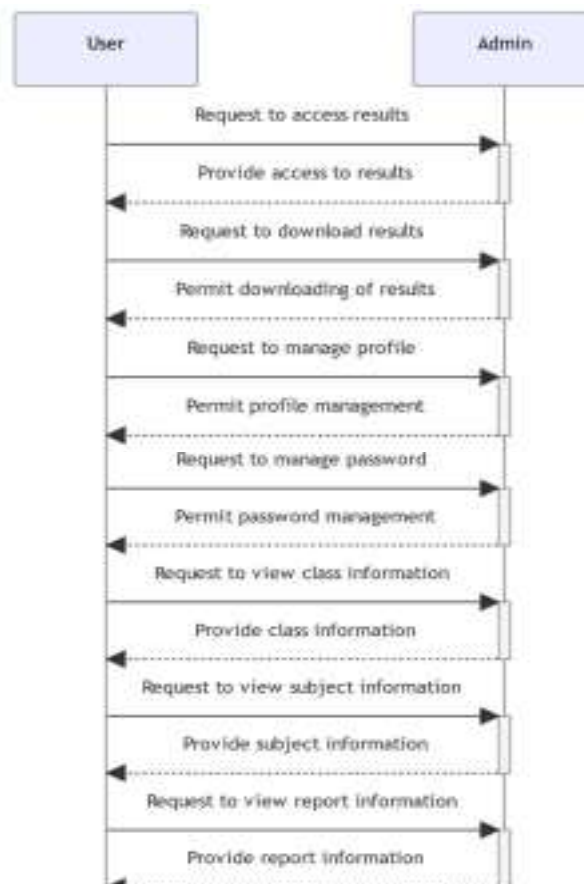 User
Admin
Request to access results
Provide access to results
Request to download results
Permit downloading of results
Request to manage profile
Permit profile management
Request to manage password
Permit password management
Request to view class information
Provide class information
Request to view subject information
Provide subject information
Request to view report information
Provide report information